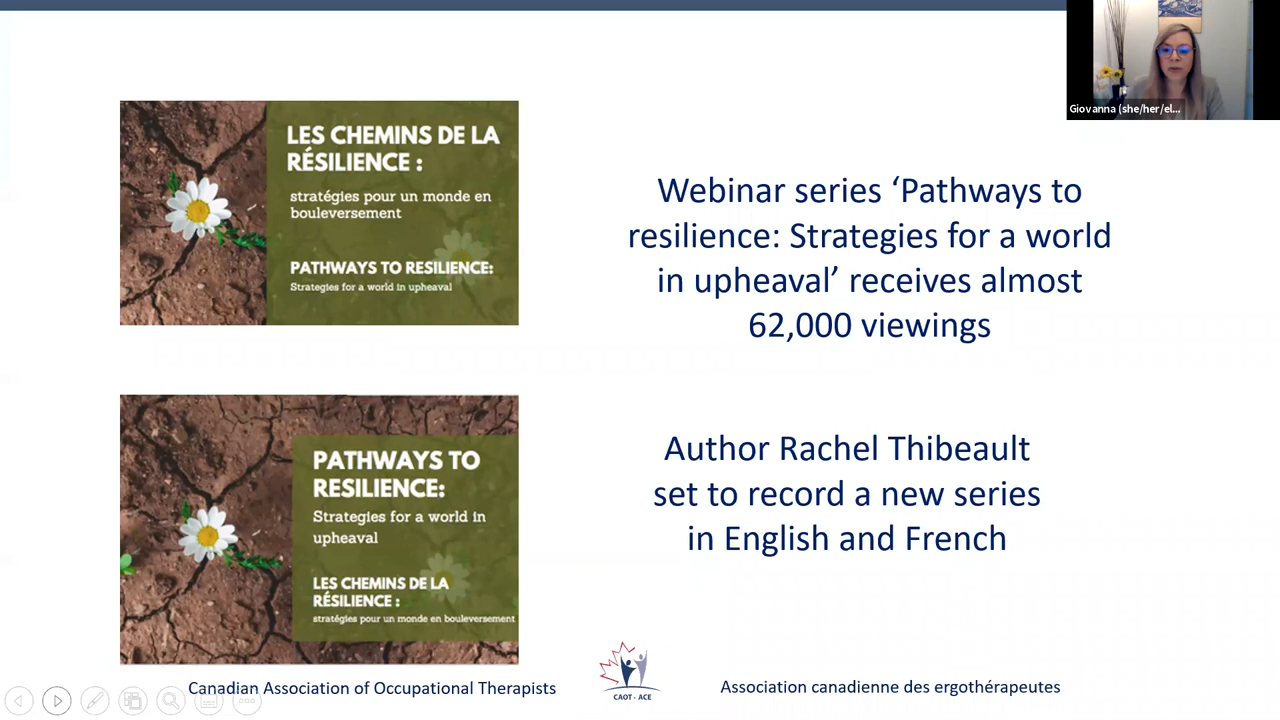 Giovanna (she/her/el...
LES CHEMINS DE LA
RÉSILIENCE :
stratégies pour un monde en
bouleversement
PATHWAYS TO RESILIENCE:
Strategies for a world in upheaval
Webinar series ‘Pathways to
resilience: Strategies for a world
in upheaval’ receives almost
62,000 viewings
PATHWAYS TO
RESILIENCE:
Strategies for a world in
upheaval
LES CHEMINS DE LA
RÉSILIENCE :
stratégies pour un monde en bouleversement
Author Rachel Thibeault
set to record a new series
in English and French
Canadian Association of Occupational Therapists
CAOT - ACE
Association canadienne des ergothérapeutes